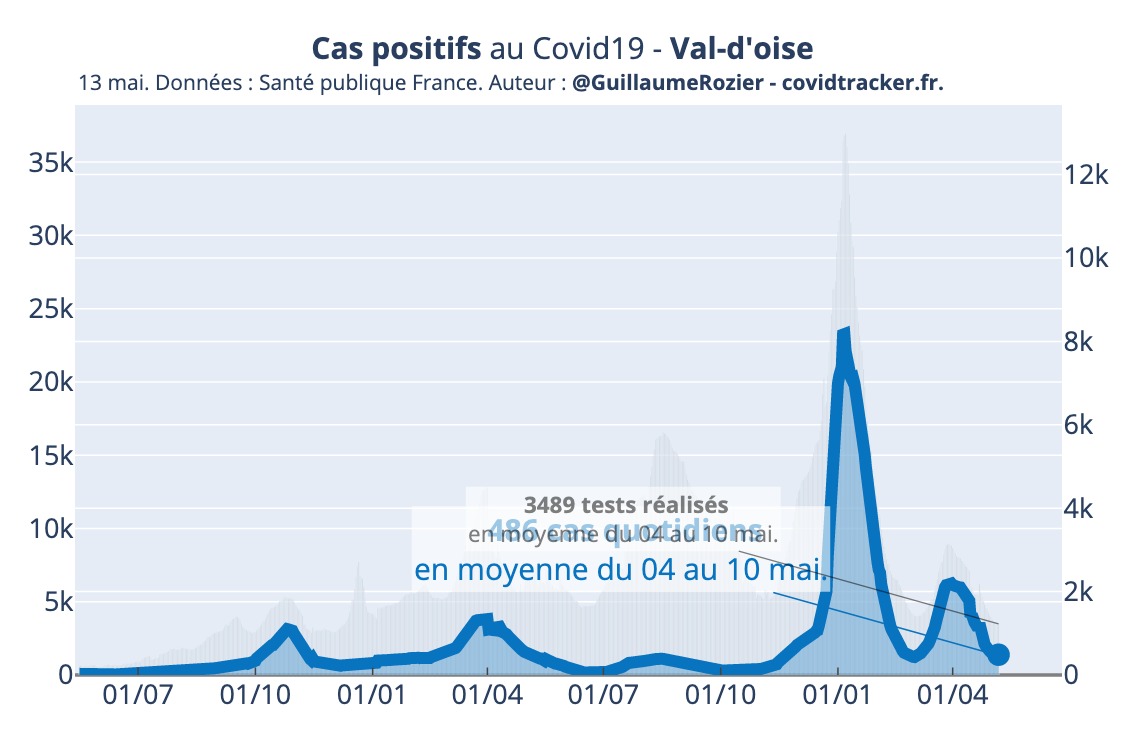 Cas positifs au Covid19 - Val-d'oise
13 mai. Données : Santé publique France. Auteur : @GuillaumeRozier - covidtracker.fr.
35k
12k
30k
10k
25k
8k
20k
6k
15k
3489 tests réalisés
4k
10k
486 cas quotidiens
en moyenne du 04 au 10 mai.
en moyenne du 04 au 10 mai.
2k
5k
0
0
01/07 01/10 01/01 01/04 01/07 01/10 01/01 01/04